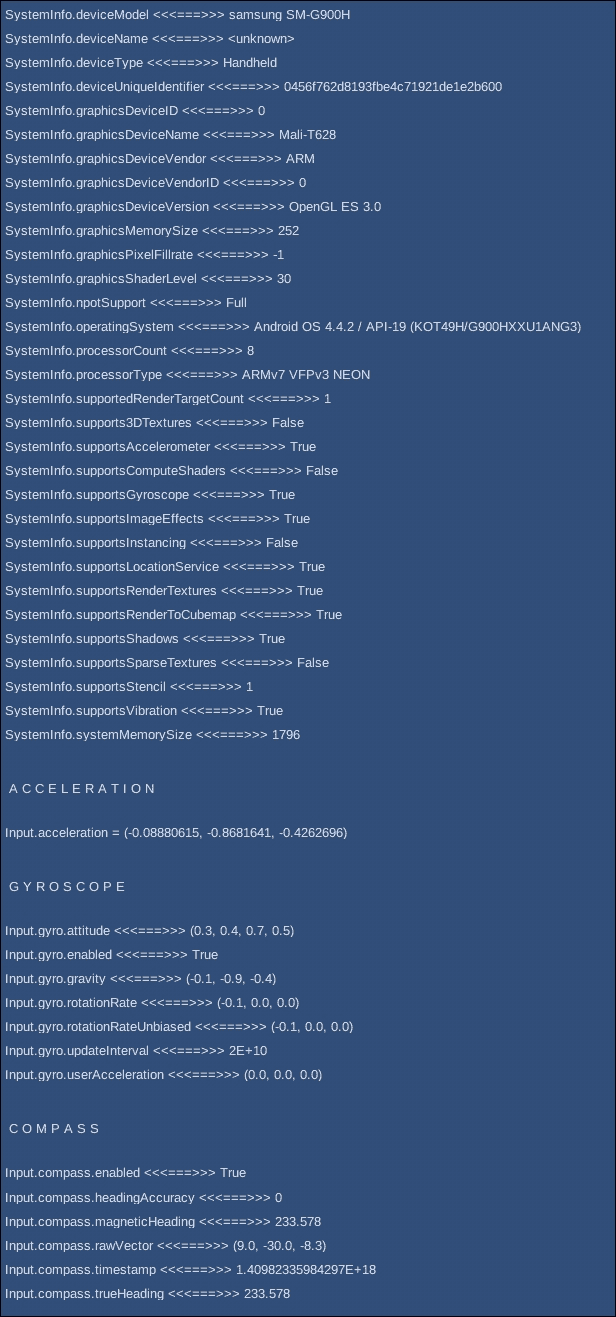 SystemInfo.deviceModel <<<===>>> samsung SM-G900H
SystemInfo.deviceName <<<===>>> <unknown>
SystemInfo.deviceType <<<===>>> Handheld
SystemInfo.deviceUniqueIdentifier <<<===>>> 0456f762d8193fbe4c71921de1e2b600
SystemInfo.graphicsDeviceID <<<===>>> 0
SystemInfo.graphicsDeviceName <<<===>>> Mali-T628
SystemInfo.graphicsDeviceVendor <<<===>>> ARM
SystemInfo.graphicsDeviceVendorID <<<===>>> 0
SystemInfo.graphicsDeviceVersion <<<===>>> OpenGL ES 3.0
SystemInfo.graphicsMemorySize <<<===>>> 252
SystemInfo.graphicsPixelFillrate <<<===>>> -1
SystemInfo.graphicsShaderLevel <<<===>>> 30
SystemInfo.npotSupport <<<===>>> Full
SystemInfo.operatingSystem <<<===>>> Android OS 4.4.2 / API-19 (KOT49H/G900HXXU1ANG3)
SystemInfo.processorCount <<<===>>> 8
SystemInfo.processorType <<<===>>> ARMv7 VFPv3 NEON
SystemInfo.supportedRenderTargetCount <<<===>>> 1
SystemInfo.supports3DTextures <<<===>>> False
SystemInfo.supportsAccelerometer <<<===>>> True
SystemInfo.supportsComputeShaders <<<===>>> False
SystemInfo.supportsGyroscope <<<===>>> True
SystemInfo.supportsImageEffects <<<===>>> True
SystemInfo.supportsInstancing <<<===>>> False
SystemInfo.supportsLocationService <<<===>>> True
SystemInfo.supportsRenderTextures <<<===>>> True
SystemInfo.supportsRenderToCubemap <<<===>>> True
SystemInfo.supportsShadows <<<===>>> True
SystemInfo.supportsSparseTextures <<<===>>> False
SystemInfo.supportsStencil <<<===>>> 1
SystemInfo.supportsVibration <<<===>>> True
SystemInfo.systemMemorySize <<<===>>> 1796
A C C E L E R A T I O N
Input.acceleration = (-0.08880615, -0.8681641, -0.4262696)
G Y R O S C O P E
Input.gyro.attitude <<<===>>> (0.3, 0.4, 0.7, 0.5)
Input.gyro.enabled <<<===>>> True
Input.gyro.gravity <<<===>>> (-0.1, -0.9, -0.4)
Input.gyro.rotationRate <<<===>>> (-0.1, 0.0, 0.0)
Input.gyro.rotationRateUnbiased <<<===>>> (-0.1, 0.0, 0.0)
Input.gyro.updateInterval <<<===>>> 2E+10
Input.gyro.userAcceleration <<<===>>> (0.0, 0.0, 0.0)
C O M P A S S
Input.compass.enabled <<<===>>> True
Input.compass.headingAccuracy <<<===>>> 0
Input.compass.magneticHeading <<<===>>> 233.578
Input.compass.rawVector <<<===>>> (9.0, -30.0, -8.3)
Input.compass.timestamp <<<===>>> 1.40982335984297E+18
Input.compass.trueHeading <<<===>>> 233.578